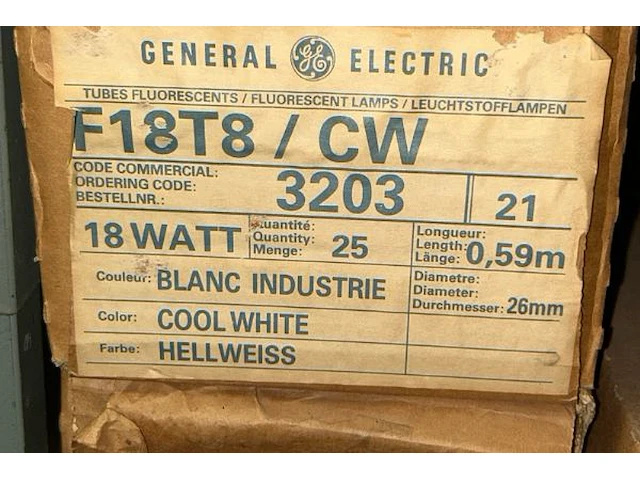 GENERAL GE ELECTRIC
TUBES FLUORESCENTS / FLUORESCENT LAMPS / LEUCHTSTOFFLAMPEN
F18T8 / CW
CODE COMMERCIAL:
ORDERING CODE:
BESTELLNR.:
3203
21
18 WATT
uantité:
Quantity:
Menge:
25
Longueur:
Length:
Länge:
0,59m
Couleur: BLANC INDUSTRIE
Diametre:
Diameter:
Durchmesser: 26mm
Color: COOL WHITE
Farbe: HELLWEISS